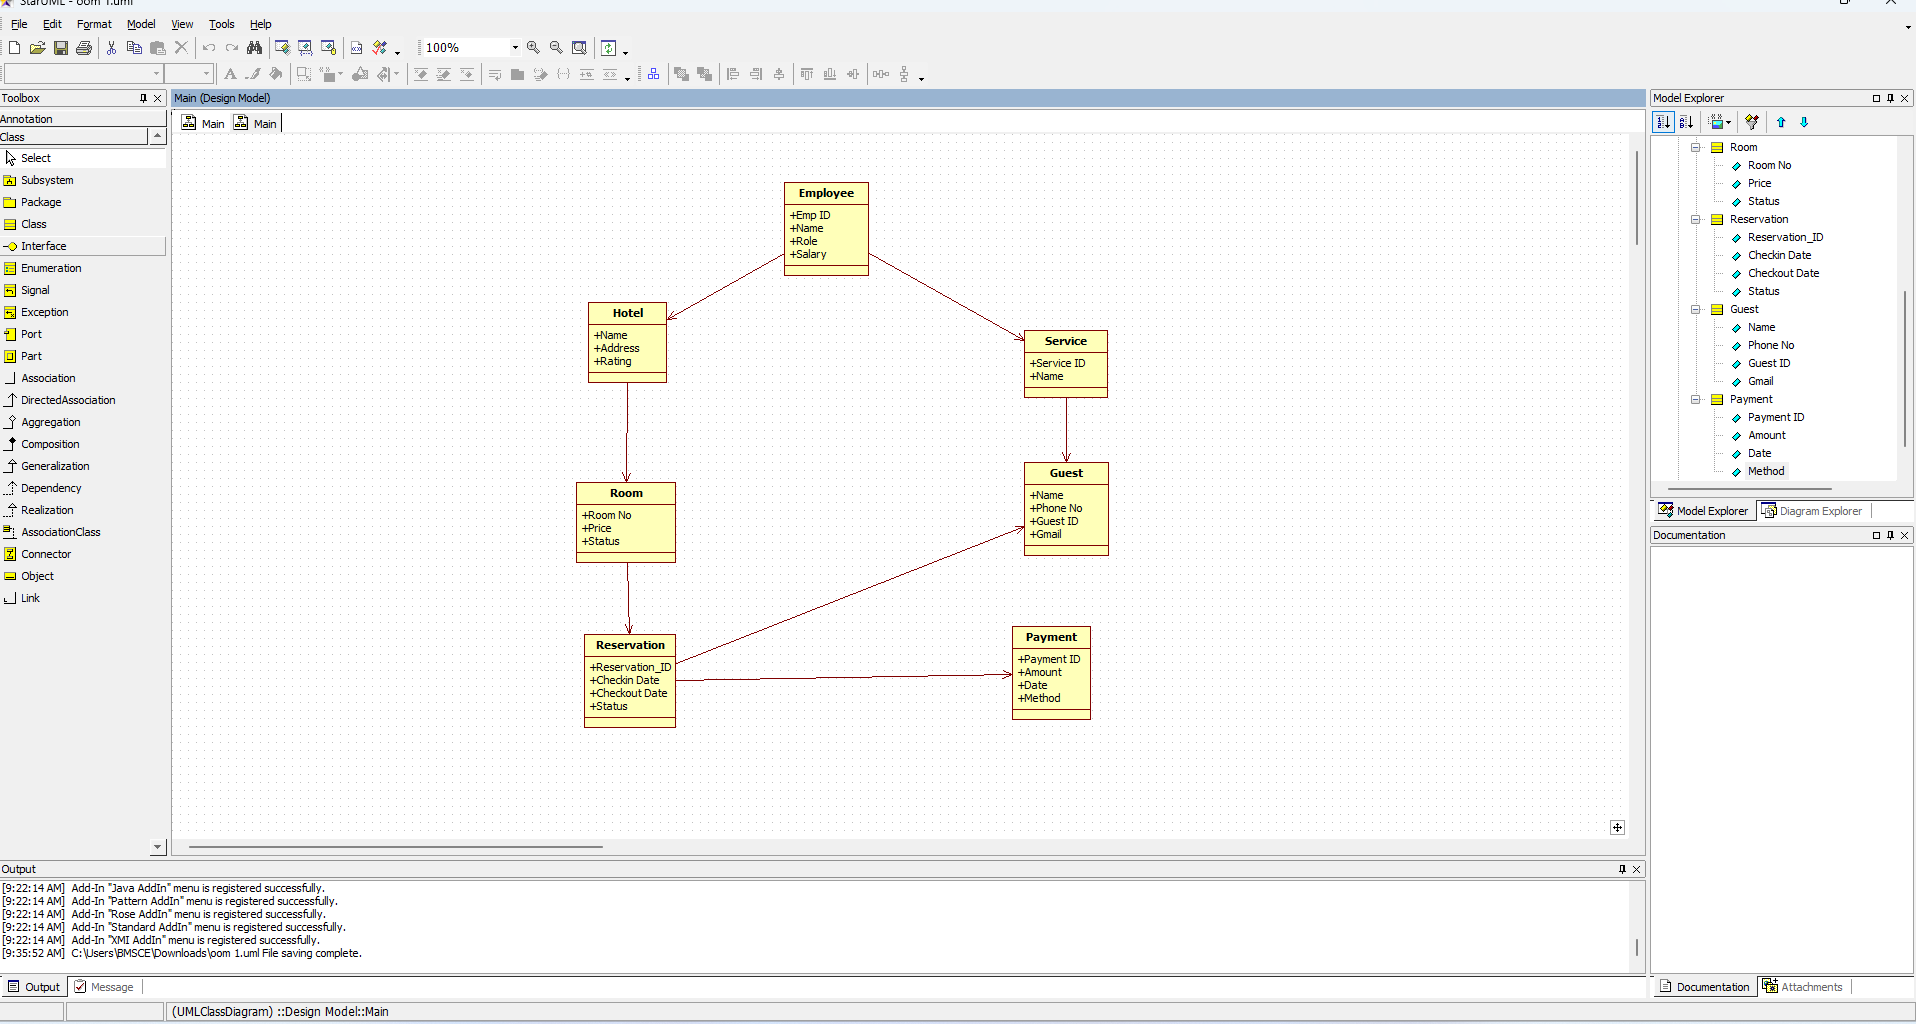 StarUML - oom 1.uml
File Edit Format Model View Tools Help
100%
Toolbox
Annotation
Class
Select
Subsystem
Package
Class
Interface
Enumeration
Signal
Exception
Port
Part
Association
DirectedAssociation
Aggregation
Composition
Generalization
Dependency
Realization
AssociationClass
Connector
Object
Link
Main (Design Model)
Main Main
Employee
+Emp ID
+Name
+Role
+Salary
Hotel
+Name
+Address
+Rating
Service
+Service ID
+Name
Room
+Room No
+Price
+Status
Guest
+Name
+Phone No
+Guest ID
+Gmail
Reservation
+Reservation_ID
+Checkin Date
+Checkout Date
+Status
Payment
+Payment ID
+Amount
+Date
+Method
Model Explorer
Room
Room No
Price
Status
Reservation
Reservation_ID
Checkin Date
Checkout Date
Status
Guest
Name
Phone No
Guest ID
Gmail
Payment
Payment ID
Amount
Date
Method
Model Explorer Diagram Explorer
Documentation
Documentation Attachments
Output
[9:22:14 AM] Add-In "Java AddIn" menu is registered successfully.
[9:22:14 AM] Add-In "Pattern AddIn" menu is registered successfully.
[9:22:14 AM] Add-In "Rose AddIn" menu is registered successfully.
[9:22:14 AM] Add-In "Standard AddIn" menu is registered successfully.
[9:22:14 AM] Add-In "XMI AddIn" menu is registered successfully.
[9:35:52 AM] C:\Users\BMSCE\Downloads\oom 1.uml File saving complete.
Output Message
(UMLClassDiagram) ::Design Model::Main